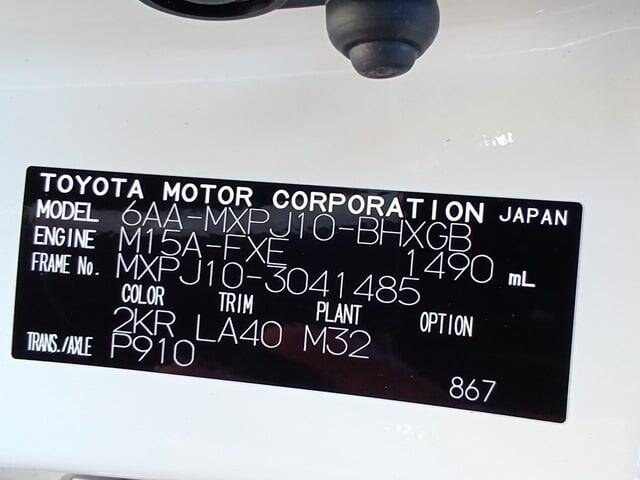 TOYOTA MOTOR CORPORATION JAPAN
MODEL 6AA-MXPJ10-BHXGB
ENGINE M15A-FXE 1490 mL
FRAME No. MXPJ10-3041485
COLOR TRIM PLANT OPTION
2KR LA40 M32
TRANS./AXLE P910
867